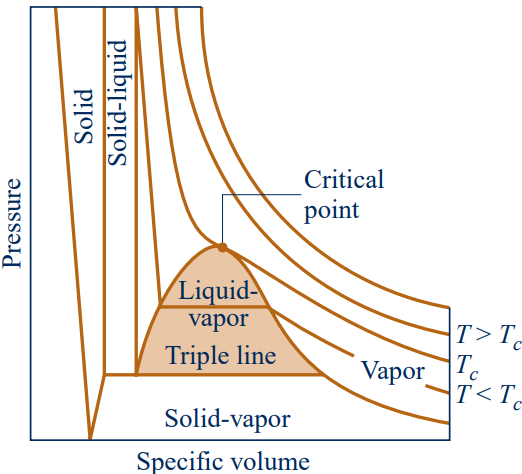 Pressure
Solid
Solid-liquid
Critical
point
Liquid-
vapor
Triple line
Vapor
T > Tc
Tc
T < Tc
Solid-vapor
Specific volume